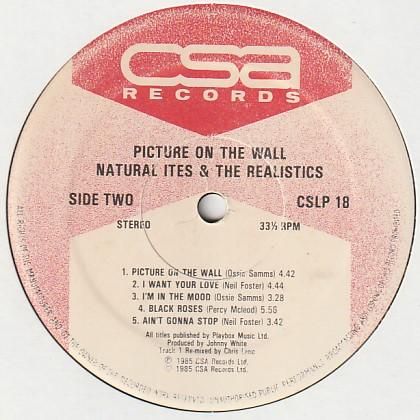 csa
RECORDS
PICTURE ON THE WALL
NATURAL ITES & THE REALISTICS
SIDE TWO
CSLP 18
STEREO
33⅓ RPM
1. PICTURE ON THE WALL (Ossie Samms) 4.42
2. I WANT YOUR LOVE (Neil Foster) 4.44
3. I'M IN THE MOOD (Ossie Samms) 3.28
4. BLACK ROSES (Percy McLeod) 5.56
5. AIN'T GONNA STOP (Neil Foster)
All titles published by Playbox Music Ltd.
Produced by Johnny White
Track 1 Re-mixed by Chris Lane
℗ 1985 CSA Records Ltd.
© 1985 CSA Records Ltd.